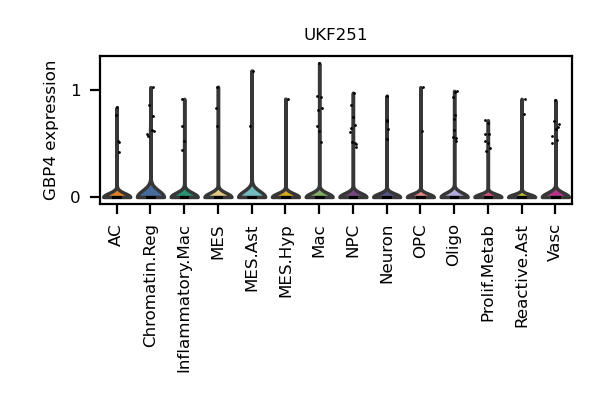 UKF251
GBP4 expression
1
0
AC
Chromatin.Reg
Inflammatory.Mac
MES
MES.Ast
MES.Hyp
Mac
NPC
Neuron
OPC
Oligo
Prolif.Metab
Reactive.Ast
Vasc